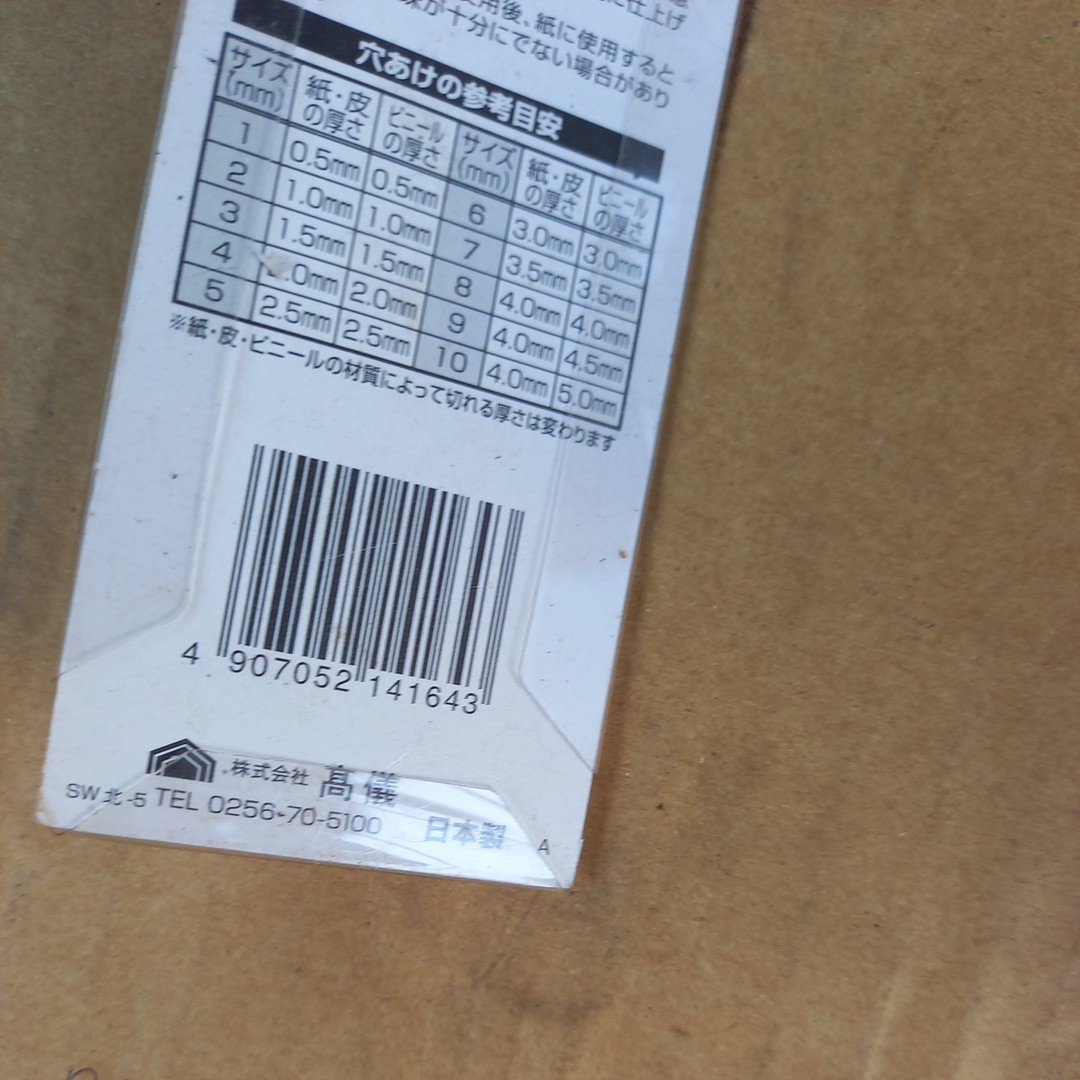 に仕上げ
用後、紙に使用すると
が十分にでない場合があり
穴あけの参考目安
サイズ(mm) 紙・皮の厚さ ビニールの厚さ サイズ(mm) 紙・皮の厚さ ビニールの厚さ
1 0.5mm 0.5mm 6 3.0mm 3.0mm
2 1.0mm 1.0mm 7 3.5mm 3.5mm
3 1.5mm 1.5mm 8 4.0mm 4.0mm
4 .0mm 2.0mm 9 4.0mm 4.5mm
5 2.5mm 2.5mm 10 4.0mm 5.0mm
※紙・皮・ビニールの材質によって切れる厚さは変わります
4 907052 141643
株式会社 髙儀
SW北-5 TEL 0256-70-5100 日本製 A